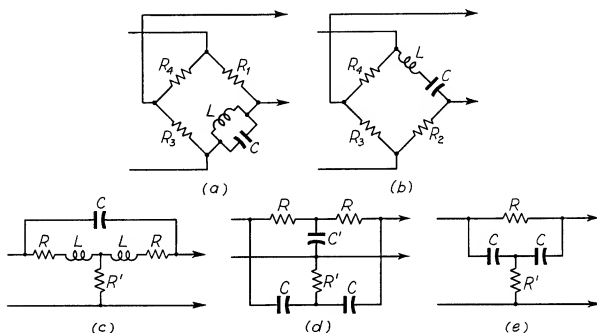 R4 R1
L
R3 C
(a)
L
R4 C
R3 R2
(b)
C
R L L R
R'
(c)
R R
C'
R'
C C
(d)
R
C C
R'
(e)